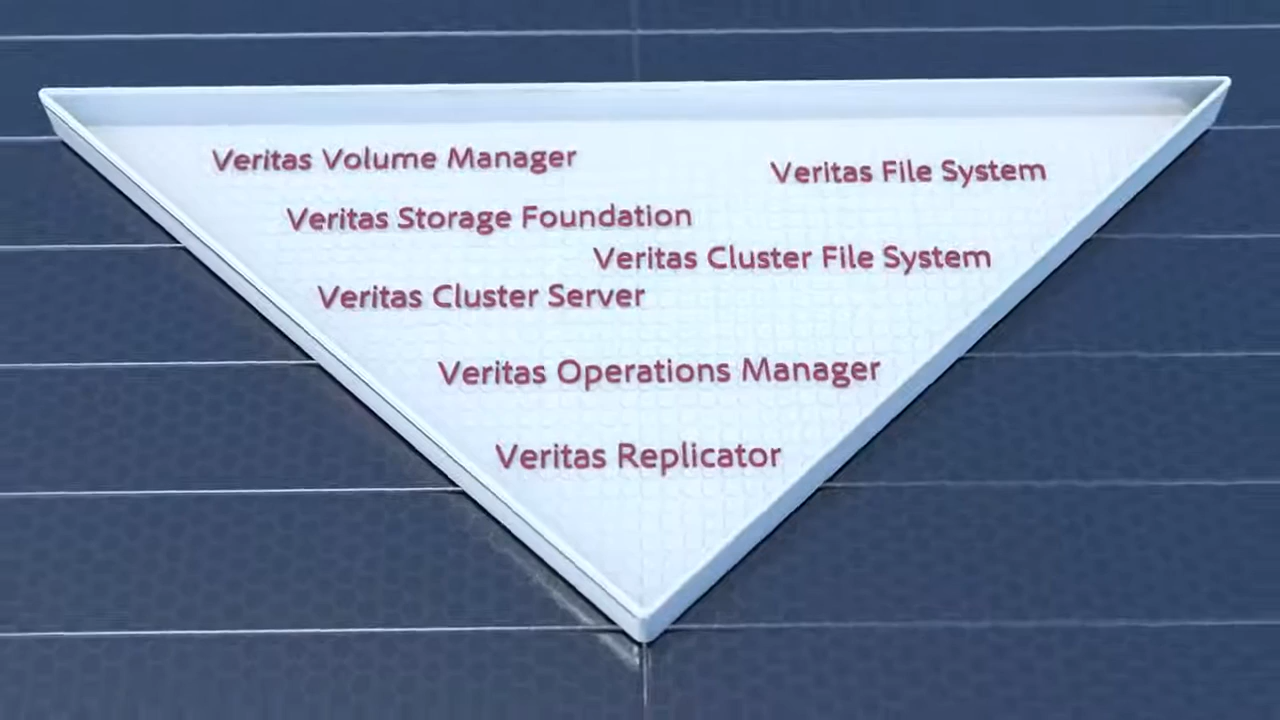 Veritas Volume Manager
Veritas File System
Veritas Storage Foundation
Veritas Cluster File System
Veritas Cluster Server
Veritas Operations Manager
Veritas Replicator